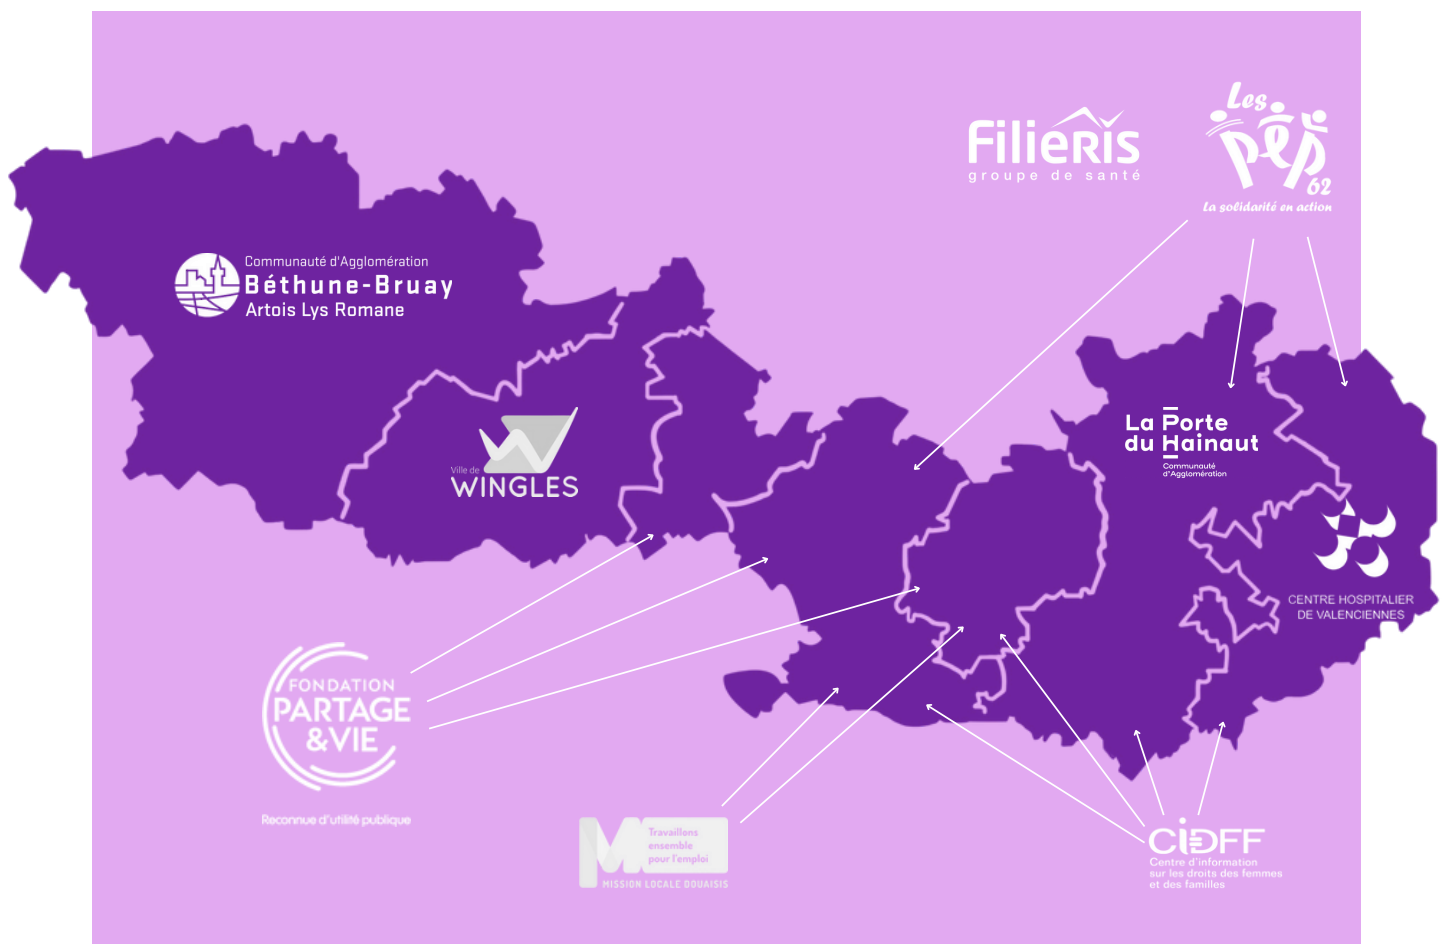 Les
pep
62
La solidarité en action
Filieris
groupe de santé
Communauté d'Agglomération
Béthune-Bruay
Artois Lys Romane
Ville de
WINGLES
La Porte
du Hainaut
Communauté
d'Agglomération
CENTRE HOSPITALIER
DE VALENCIENNES
FONDATION
PARTAGE
&VIE
Reconnue d'utilité publique
Travaillons
ensemble
pour l'emploi
MISSION LOCALE DOUAISIS
CiDFF
Centre d'information
sur les droits des femmes
et des familles